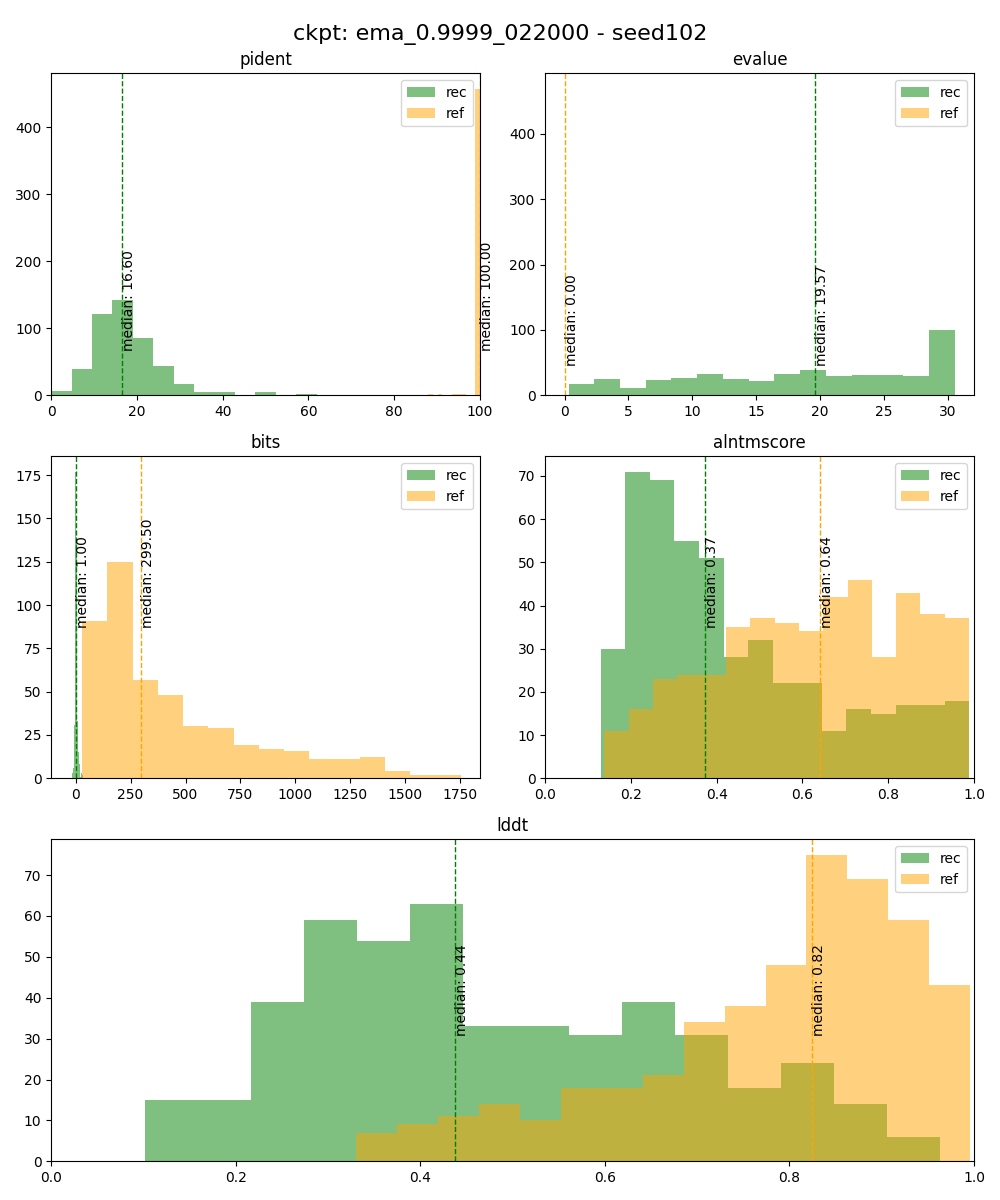 ckpt: ema_0.9999_022000 - seed102
pident
rec
ref
median: 16.60
median: 100.00
400
300
200
100
0
0 20 40 60 80 100
evalue
rec
ref
median: 0.00
median: 19.57
400
300
200
100
0
0 5 10 15 20 25 30
bits
rec
ref
median: 1.00
median: 299.50
175
150
125
100
75
50
25
0
0 250 500 750 1000 1250 1500 1750
alntmscore
rec
ref
median: 0.37
median: 0.64
70
60
50
40
30
20
10
0
0.0 0.2 0.4 0.6 0.8 1.0
lddt
rec
ref
median: 0.44
median: 0.82
70
60
50
40
30
20
10
0
0.0 0.2 0.4 0.6 0.8 1.0